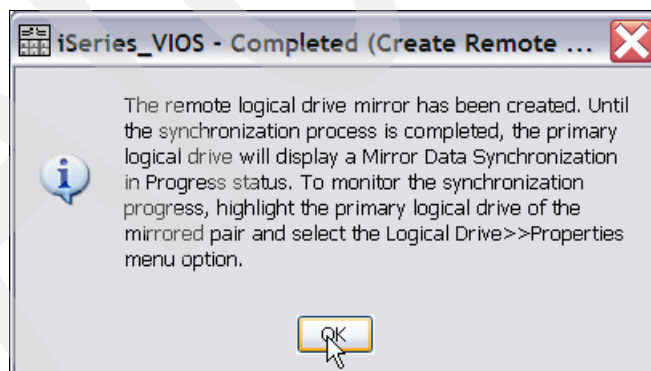 iSeries_VIOS - Completed (Create Remote ...
The remote logical drive mirror has been created. Until
the synchronization process is completed, the primary
logical drive will display a Mirror Data Synchronization
in Progress status. To monitor the synchronization
progress, highlight the primary logical drive of the
mirrored pair and select the Logical Drive>>Properties
menu option.
OK